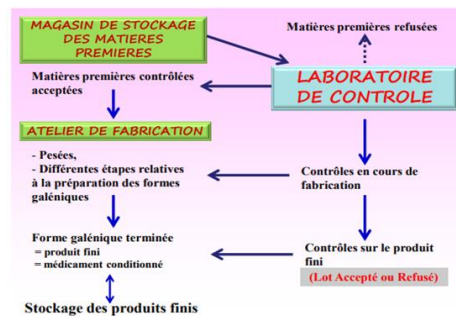 MAGASIN DE STOCKAGE
DES MATIERES
PREMIERES
Matières premières refusées
LABORATOIRE
DE CONTROLE
Matières premières contrôlées
acceptées
ATELIER DE FABRICATION
- Pesées,
- Différentes étapes relatives
à la préparation des formes
galéniques
Contrôles en cours de
fabrication
Forme galénique terminée
= produit fini
= médicament conditionné
Contrôles sur le produit
fini
(Lot Accepté ou Refusé)
Stockage des produits finis